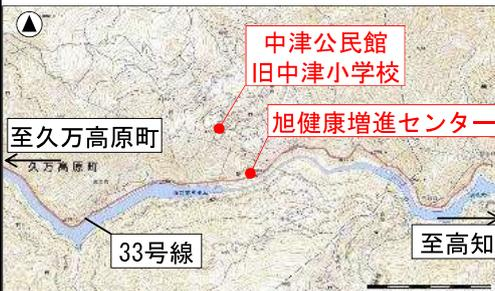 中津公民館
旧中津小学校
旭健康増進センター
至久万高原町
久万高原町
33号線
至高知